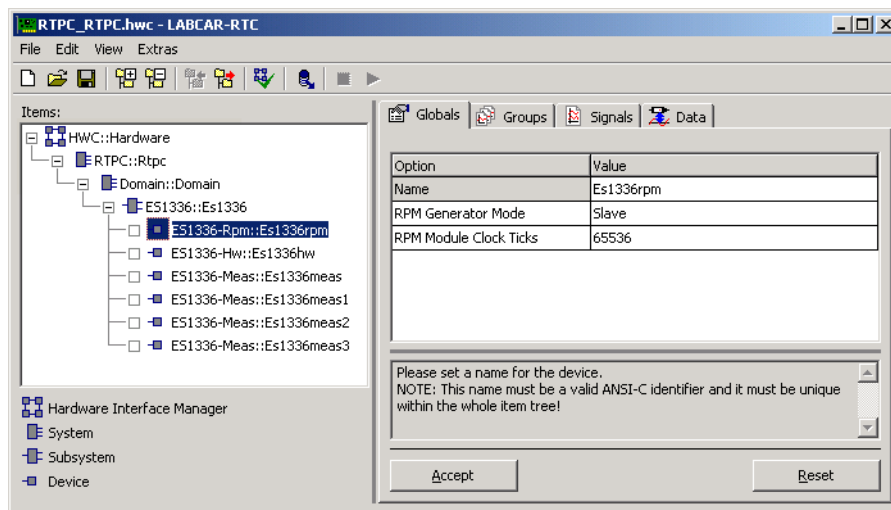 RTPC_RTPC.hwc - LABCAR-RTC
File Edit View Extras
Items:
HWC::Hardware
RTPC::Rtpc
Domain::Domain
ES1336::Es1336
ES1336-Rpm::Es1336rpm
ES1336-Hw::Es1336hw
ES1336-Meas::Es1336meas
ES1336-Meas::Es1336meas1
ES1336-Meas::Es1336meas2
ES1336-Meas::Es1336meas3
Hardware Interface Manager
System
Subsystem
Device
Globals Groups Signals Data
Option Value
Name Es1336rpm
RPM Generator Mode Slave
RPM Module Clock Ticks 65536
Please set a name for the device.
NOTE: This name must be a valid ANSI-C identifier and it must be unique
within the whole item tree!
Accept Reset